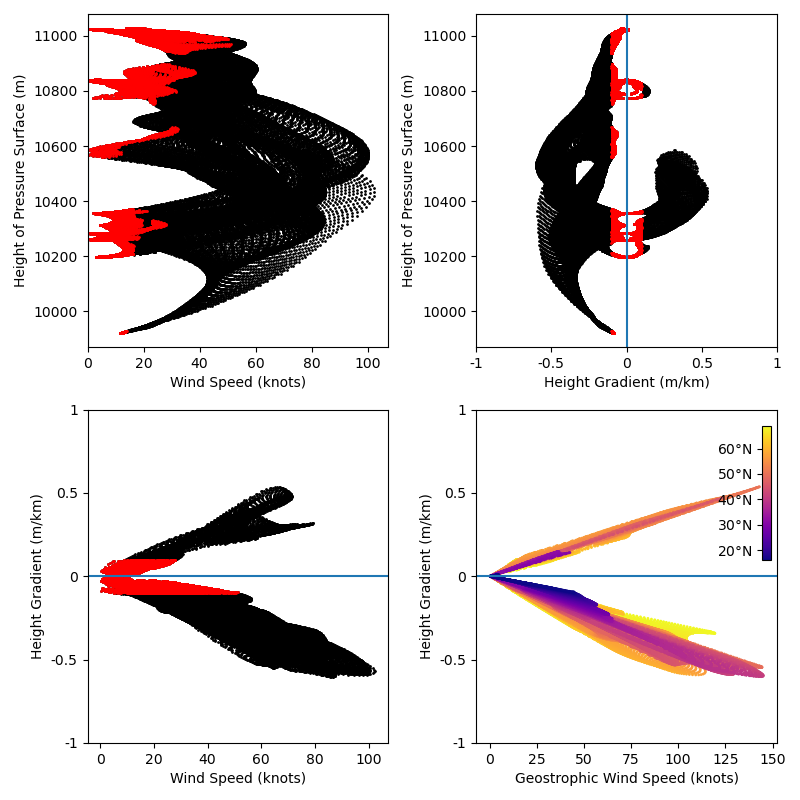 11000
10800
10600
10400
10200
10000
Height of Pressure Surface (m)
0 20 40 60 80 100
Wind Speed (knots)
11000
10800
10600
10400
10200
10000
Height of Pressure Surface (m)
-1 -0.5 0 0.5 1
Height Gradient (m/km)
1
0.5
0
-0.5
-1
Height Gradient (m/km)
0 20 40 60 80 100
Wind Speed (knots)
1
0.5
0
-0.5
-1
Height Gradient (m/km)
60°N
50°N
40°N
30°N
20°N
0 25 50 75 100 125 150
Geostrophic Wind Speed (knots)